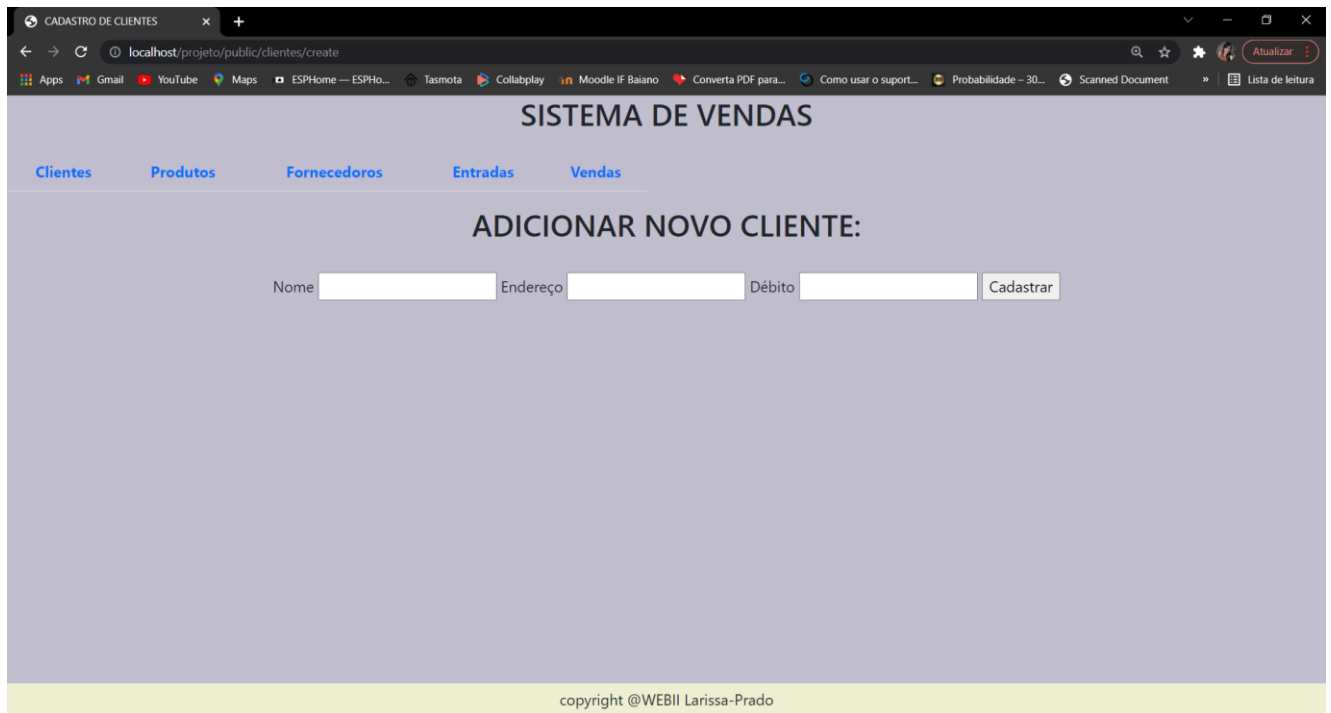 CADASTRO DE CLIENTES
localhost/projeto/public/clientes/create
Atualizar
Apps Gmail YouTube Maps ESPHome — ESPHo... Tasmota Collabplay Moodle IF Baiano Converta PDF para... Como usar o suport... Probabilidade – 30... Scanned Document » Lista de leitura
SISTEMA DE VENDAS
Clientes Produtos Fornecedoros Entradas Vendas
ADICIONAR NOVO CLIENTE:
Nome Endereço Débito Cadastrar
copyright @WEBII Larissa-Prado